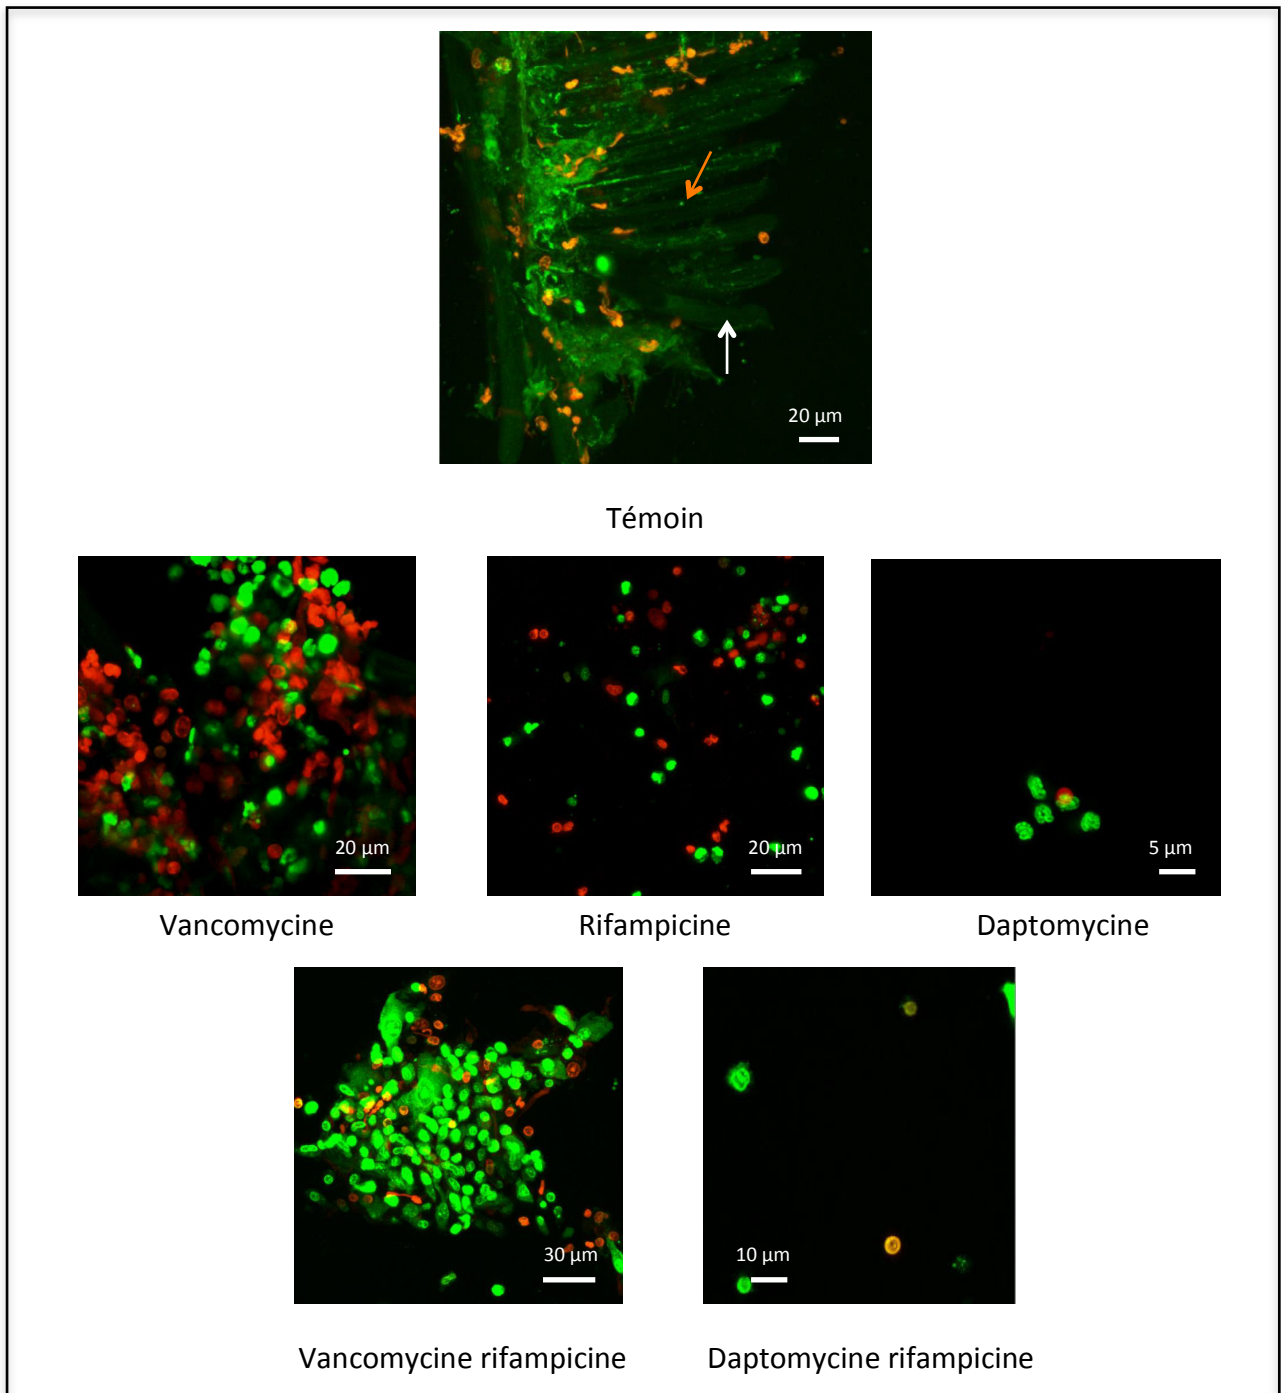 20 µm
Témoin
20 µm
20 µm
5 µm
Vancomycine
Rifampicine
Daptomycine
30 µm
10 µm
Vancomycine rifampicine
Daptomycine rifampicine